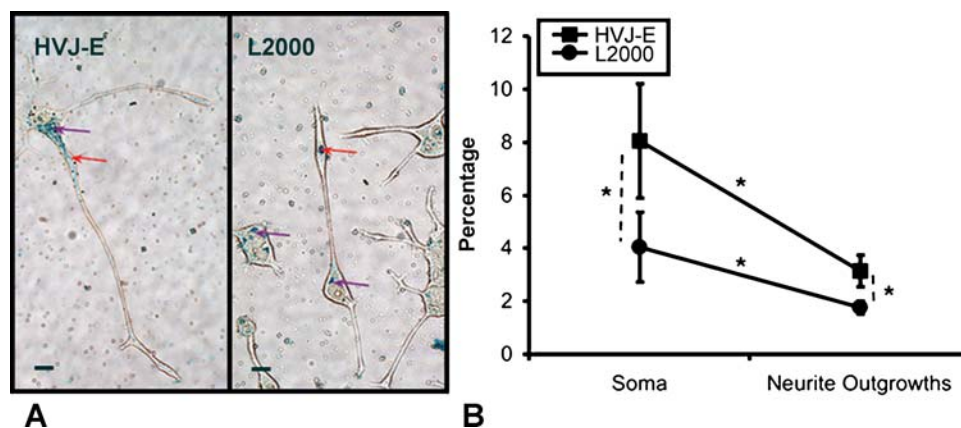 HVJ-E
L2000
A
HVJ-E
L2000
12
10
8
6
4
2
0
Percentage
*
*
*
*
Soma
Neurite Outgrowths
B